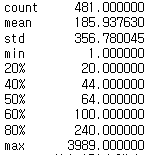 count 481.000000
mean 185.937630
std 356.780045
min 1.000000
20% 20.000000
40% 44.000000
50% 64.000000
60% 100.000000
80% 240.000000
max 3989.000000